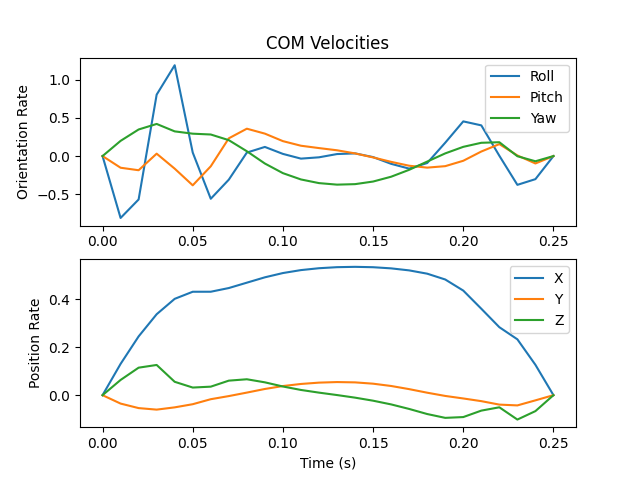 COM Velocities
Orientation Rate
1.0
0.5
0.0
−0.5
Roll
Pitch
Yaw
0.00 0.05 0.10 0.15 0.20 0.25
Position Rate
0.4
0.2
0.0
X
Y
Z
0.00 0.05 0.10 0.15 0.20 0.25
Time (s)